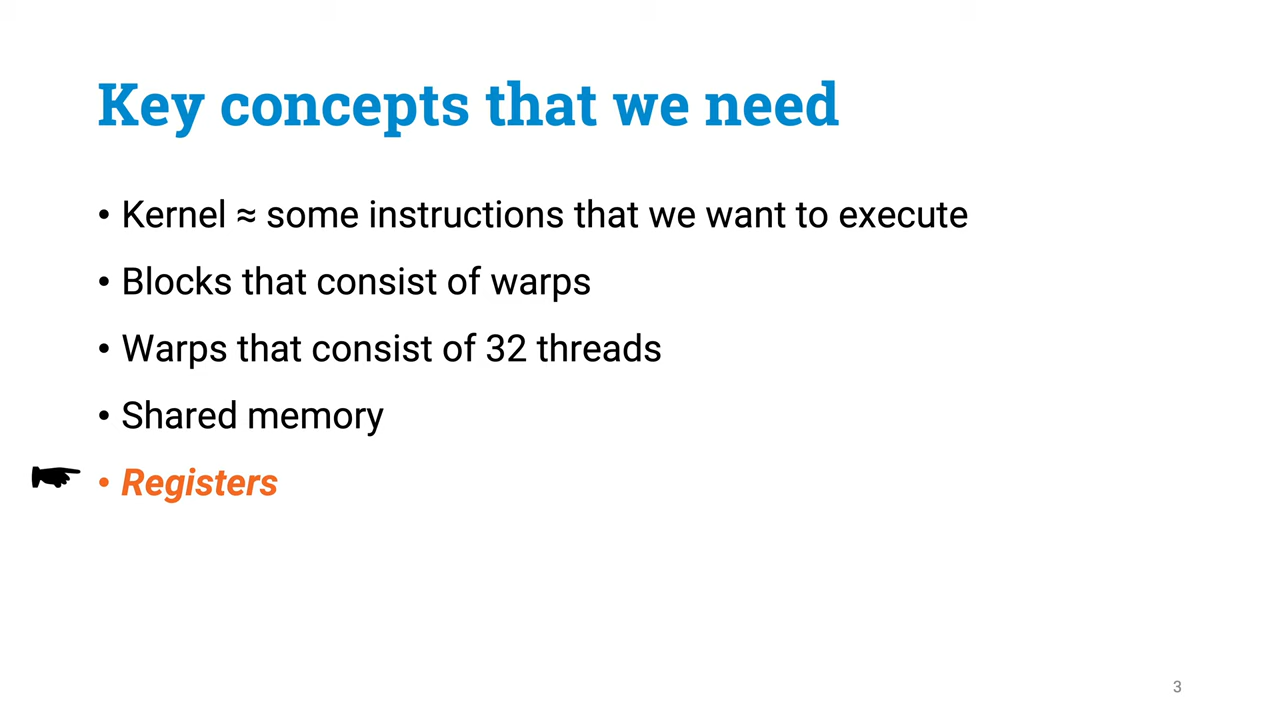 Key concepts that we need
• Kernel ≈ some instructions that we want to execute
• Blocks that consist of warps
• Warps that consist of 32 threads
• Shared memory
• Registers
3